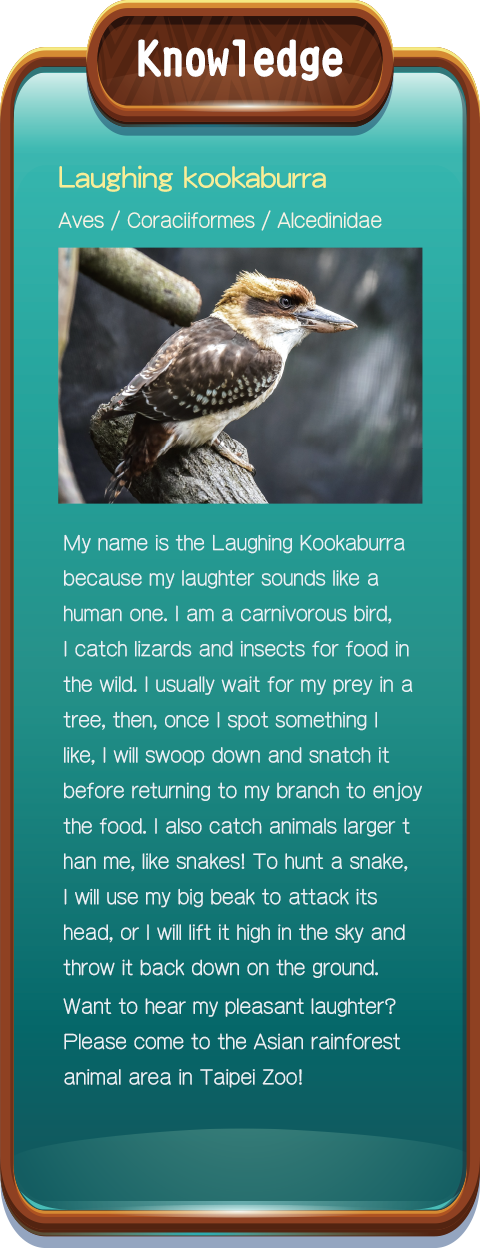 Knowledge
Laughing kookaburra
Aves / Coraciiformes / Alcedinidae
My name is the Laughing Kookaburra
because my laughter sounds like a
human one. I am a carnivorous bird,
I catch lizards and insects for food in
the wild. I usually wait for my prey in a
tree, then, once I spot something I
like, I will swoop down and snatch it
before returning to my branch to enjoy
the food. I also catch animals larger t
han me, like snakes! To hunt a snake,
I will use my big beak to attack its
head, or I will lift it high in the sky and
throw it back down on the ground.
Want to hear my pleasant laughter?
Please come to the Asian rainforest
animal area in Taipei Zoo!